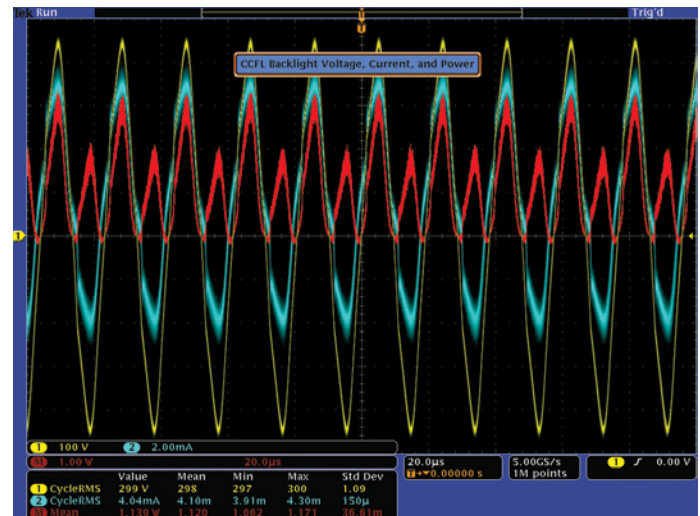 Tek Run Trig'd
T
T
CCFL Backlight Voltage, Current, and Power
1
1 100 V 2 2.00mA
M 1.00 W 20.0µs
Value Mean Min Max Std Dev
1 CycleRMS 299 V 298 297 300 1.09
2 CycleRMS 4.04mA 4.10m 3.91m 4.30m 150µ
M Mean 1.139 W 1.120 1.062 1.171 36.61m
20.0µs
T→▼0.00000 s
5.00GS/s
1M points
1 0.00 V